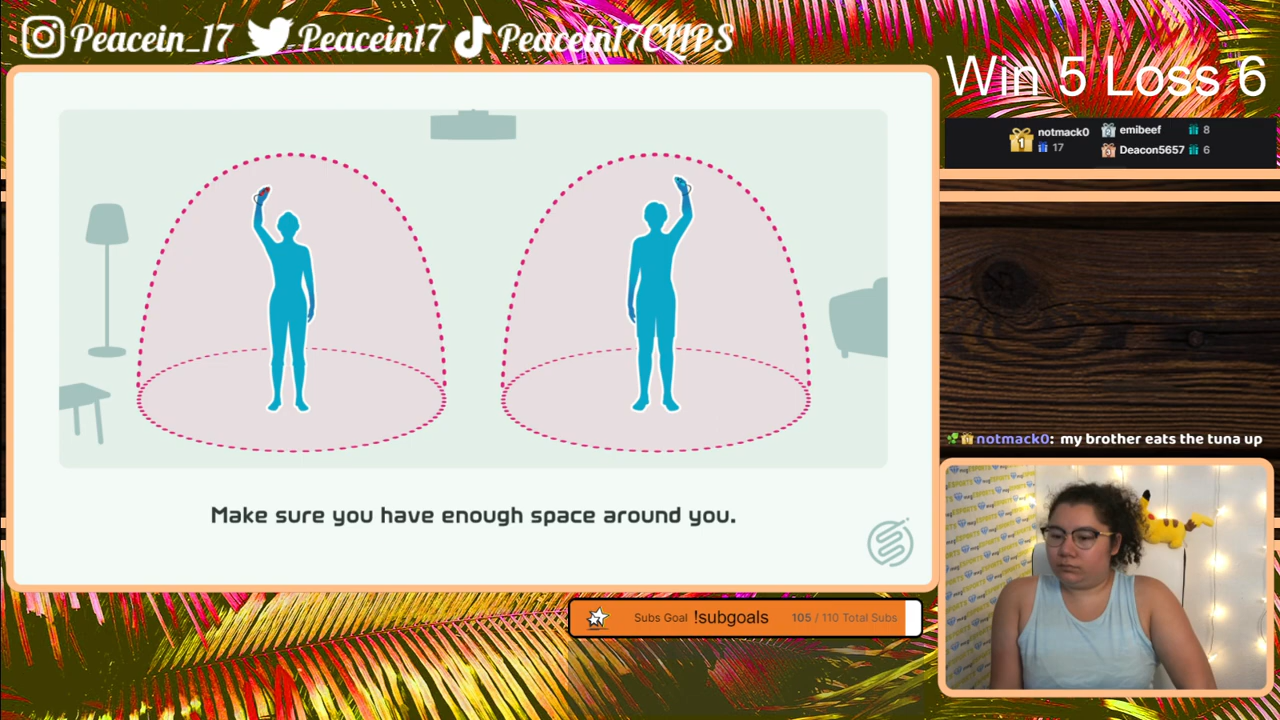 Peacein_17 Peacein17 Peacein17ClIPS
Win 5 Loss 6
1 notmack0 17
emibeef 8
Deacon5657 6
Make sure you have enough space around you.
notmack0: my brother eats the tuna up
Subs Goal !subgoals 105 / 110 Total Subs